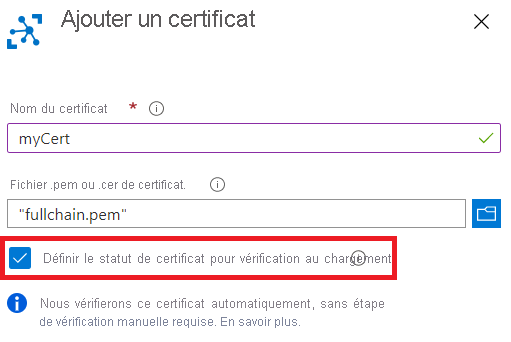 Ajouter un certificat
Nom du certificat *
myCert
Fichier .pem ou .cer de certificat.
"fullchain.pem"
Définir le statut de certificat pour vérification au chargement
Nous vérifierons ce certificat automatiquement, sans étape
de vérification manuelle requise. En savoir plus.